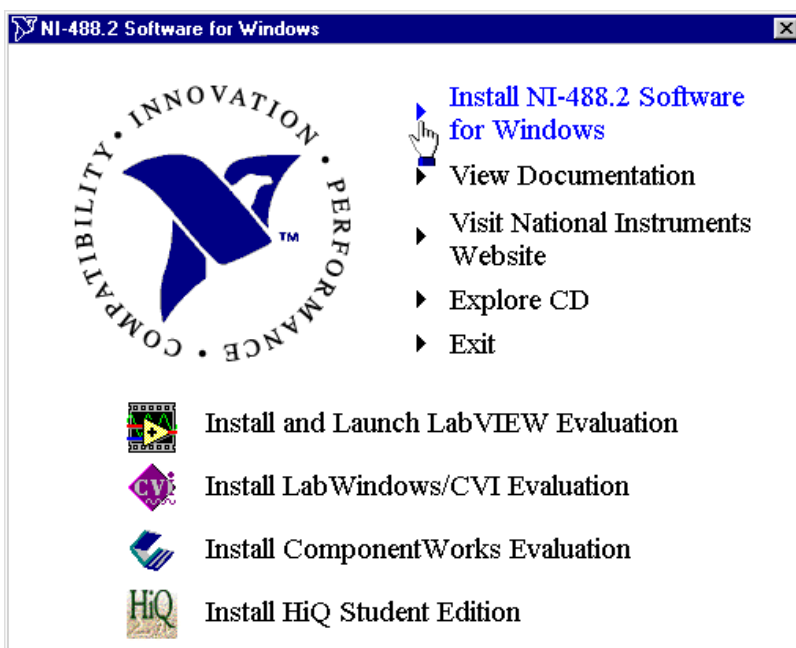 NI-488.2 Software for Windows
COMPATIBILITY • INNOVATION • PERFORMANCE •
TM
Install NI-488.2 Software
for Windows
View Documentation
Visit National Instruments
Website
Explore CD
Exit
Install and Launch LabVIEW Evaluation
CVI
Install LabWindows/CVI Evaluation
Install ComponentWorks Evaluation
HiQ
Install HiQ Student Edition